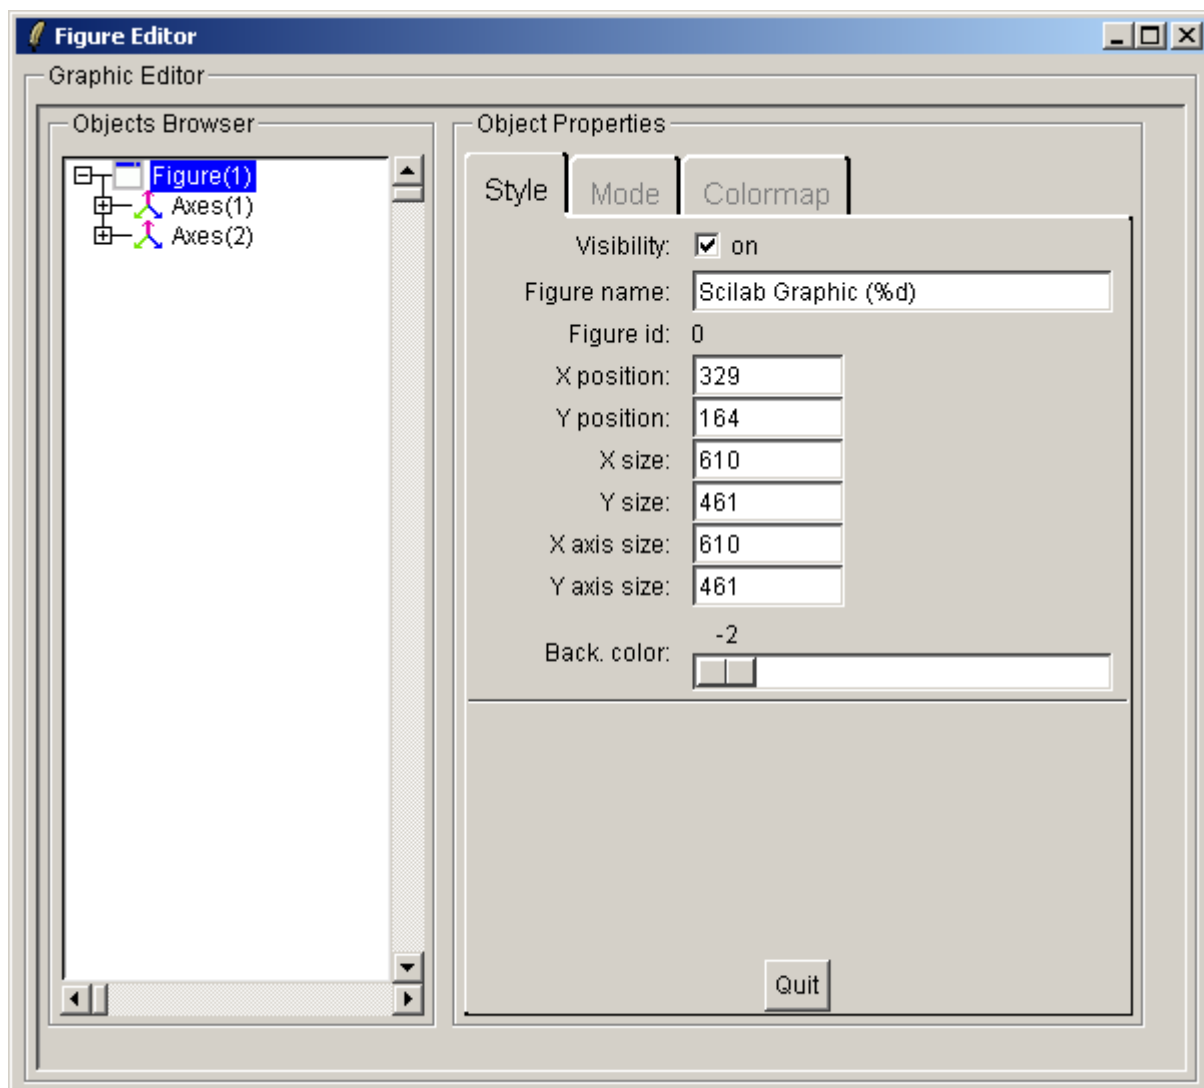 Figure Editor
Graphic Editor
Objects Browser
Figure(1)
Axes(1)
Axes(2)
Object Properties
Style Mode Colormap
Visibility: on
Figure name: Scilab Graphic (%d)
Figure id: 0
X position: 329
Y position: 164
X size: 610
Y size: 461
X axis size: 610
Y axis size: 461
-2
Back. color:
Quit